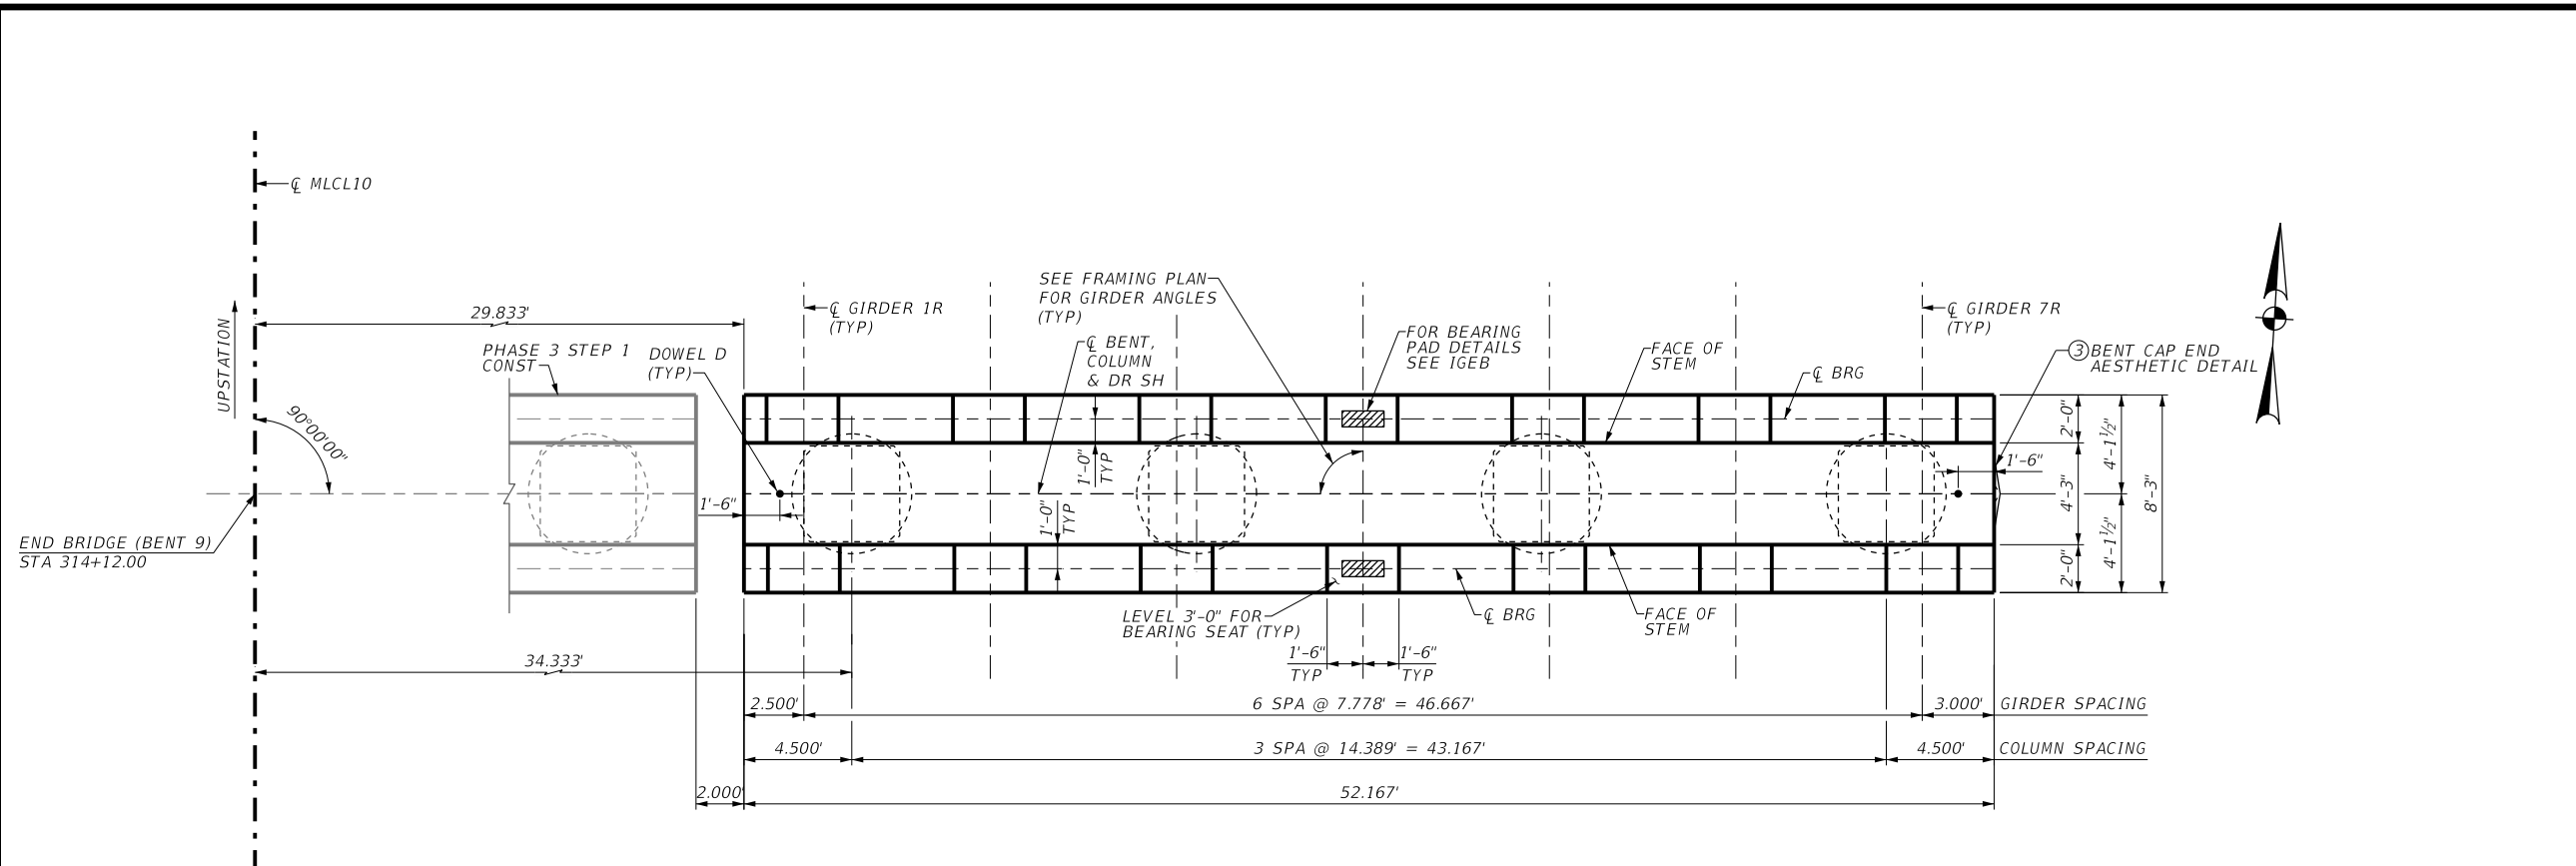 ℄ MLCL10
UPSTATION
90°00'00"
END BRIDGE (BENT 9)
STA 314+12.00
29.833'
PHASE 3 STEP 1
CONST
DOWEL D
(TYP)
℄ GIRDER 1R
(TYP)
SEE FRAMING PLAN
FOR GIRDER ANGLES
(TYP)
℄ BENT,
COLUMN
& DR SH
FOR BEARING
PAD DETAILS
SEE IGEB
FACE OF
STEM
℄ BRG
℄ GIRDER 7R
(TYP)
3 BENT CAP END
AESTHETIC DETAIL
1'-0"
TYP
1'-0"
TYP
1'-6"
1'-6"
2'-0"
4'-3"
2'-0"
4'-1½"
4'-1½"
8'-3"
LEVEL 3'-0" FOR
BEARING SEAT (TYP)
℄ BRG
FACE OF
STEM
1'-6"
TYP
1'-6"
TYP
34.333'
2.500'
6 SPA @ 7.778' = 46.667'
3.000'
GIRDER SPACING
4.500'
3 SPA @ 14.389' = 43.167'
4.500'
COLUMN SPACING
2.000'
52.167'